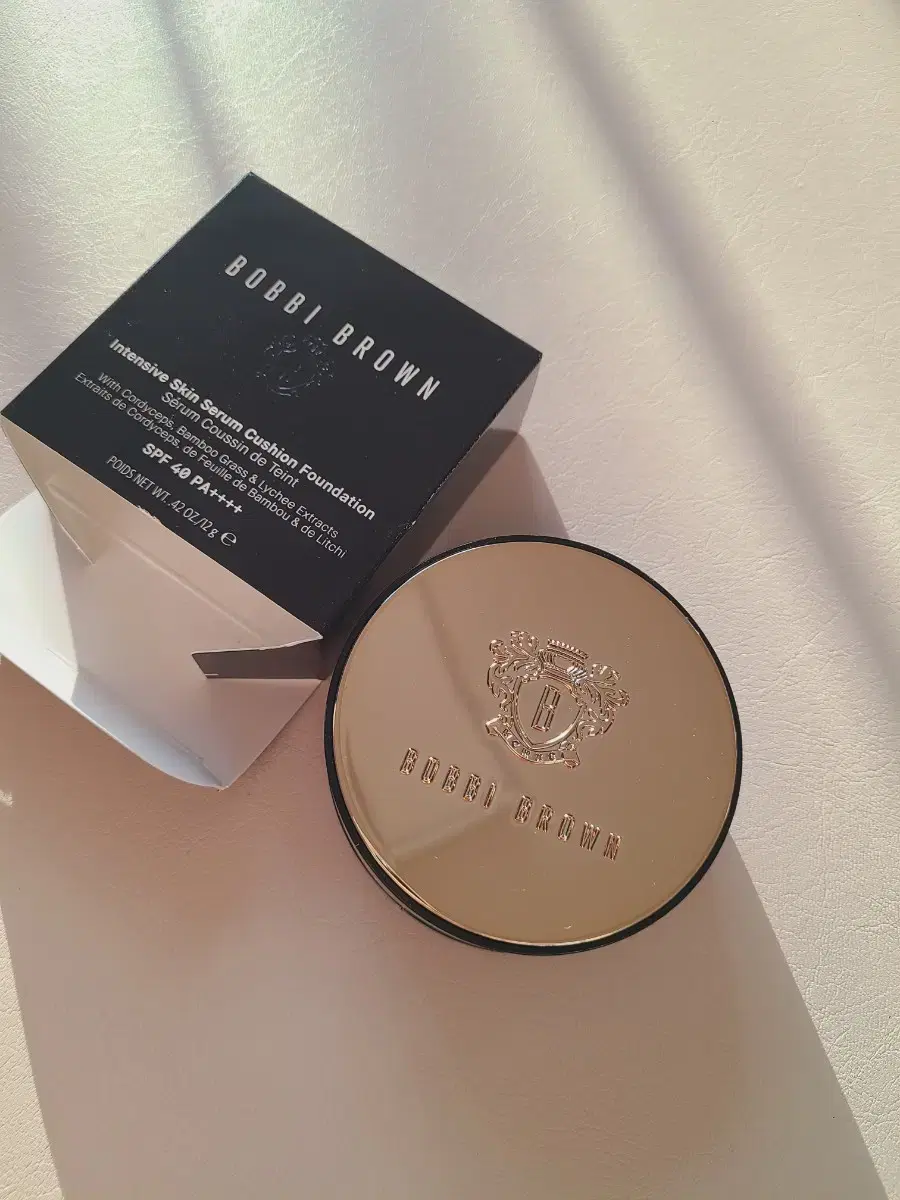 BOBBI BROWN
Intensive Skin Serum Cushion Foundation
Sérum Coussin de Teint
With Cordyceps, Bamboo Grass & Lychee Extracts
Extraits de Cordyceps, de Feuille de Bambou & de Litchi
SPF 40 PA++++
POIDS NET WT. .42 OZ/12 g ℮
B
BOBBI BROWN